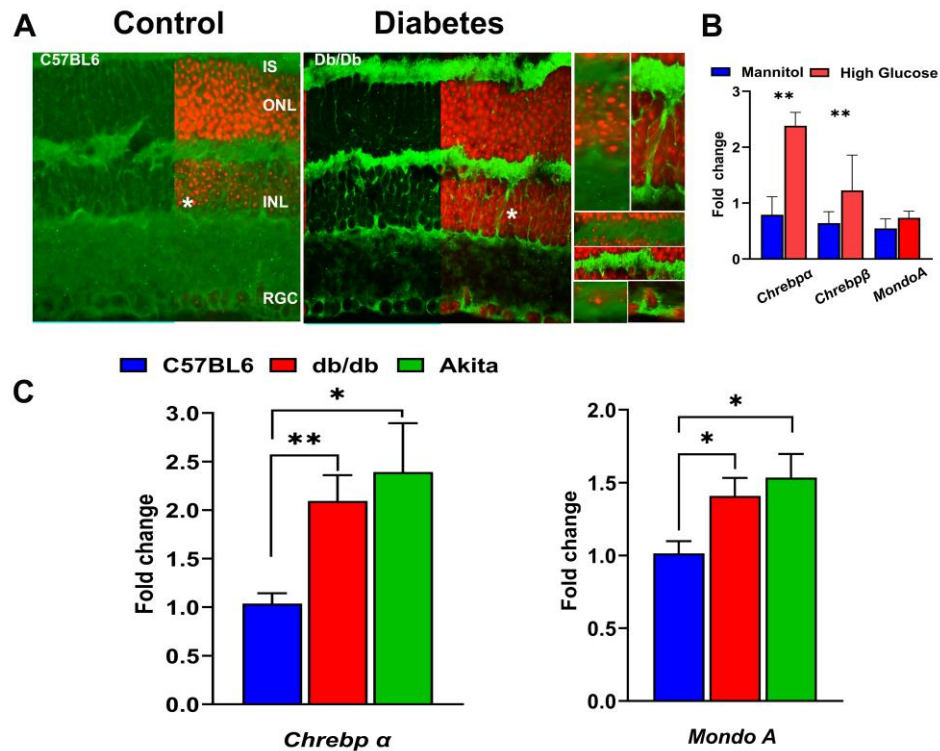 A
Control
Diabetes
C57BL6
IS
ONL
*
INL
RGC
Db/Db
*
B
Mannitol
High Glucose
**
**
3
2
1
0
Fold change
Chrebpα
Chrebpβ
MondoA
C
C57BL6
db/db
Akita
*
**
3.0
2.5
2.0
1.5
1.0
0.5
0.0
Fold change
Chrebp α
*
*
2.0
1.5
1.0
0.5
0.0
Fold change
Mondo A